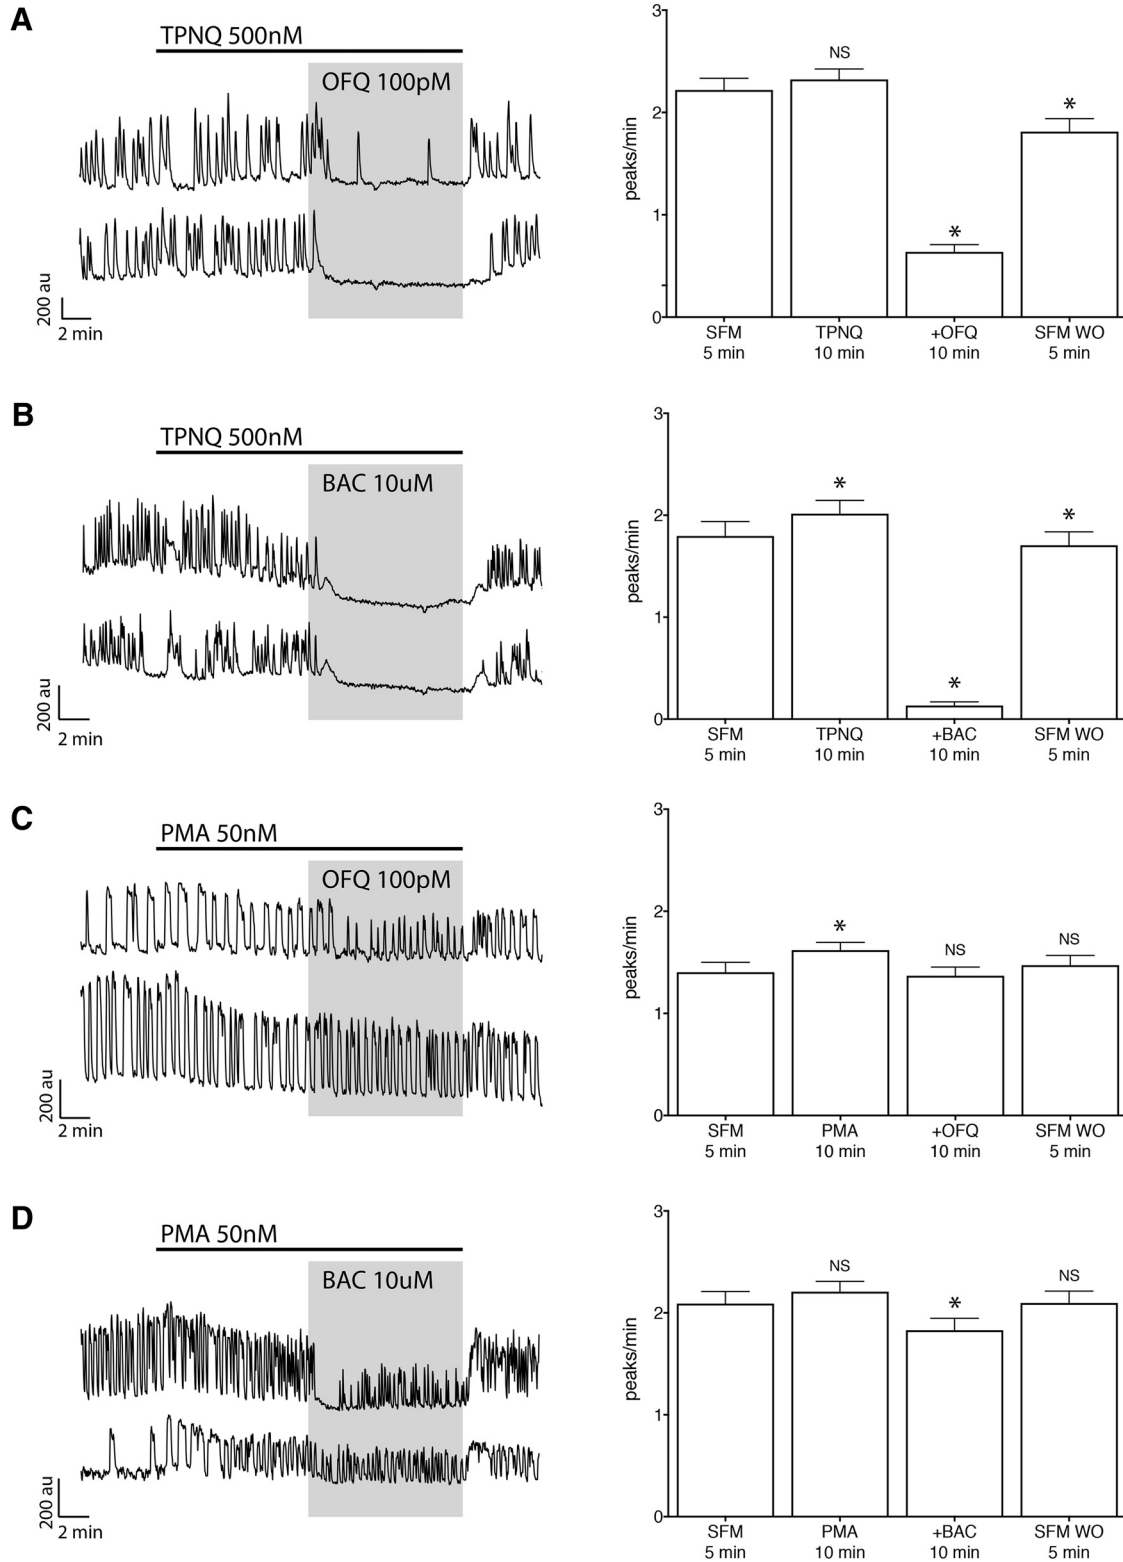 A
TPNQ 500nM
OFQ 100pM
200 au
2 min
3
2
1
0
peaks/min
NS
*
*
SFM TPNQ +OFQ SFM WO
5 min 10 min 10 min 5 min
B
TPNQ 500nM
BAC 10uM
200 au
2 min
3
2
1
0
peaks/min
*
*
*
SFM TPNQ +BAC SFM WO
5 min 10 min 10 min 5 min
C
PMA 50nM
OFQ 100pM
200 au
2 min
3
2
1
0
peaks/min
*
NS
NS
SFM PMA +OFQ SFM WO
5 min 10 min 10 min 5 min
D
PMA 50nM
BAC 10uM
200 au
2 min
3
2
1
0
peaks/min
NS
*
NS
SFM PMA +BAC SFM WO
5 min 10 min 10 min 5 min